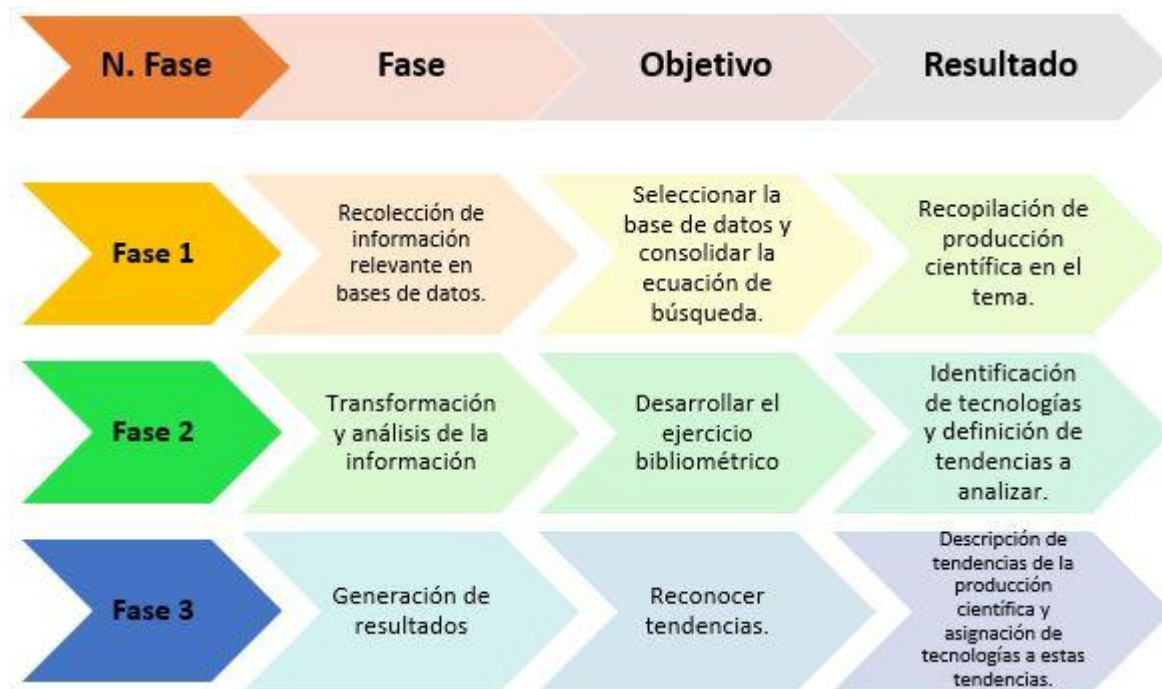 N. Fase
Fase
Objetivo
Resultado
Fase 1
Recolección de
información
relevante en
bases de datos.
Seleccionar la
base de datos y
consolidar la
ecuación de
búsqueda.
Recopilación de
producción
científica en el
tema.
Fase 2
Transformación
y análisis de la
información
Desarrollar el
ejercicio
bibliométrico
Identificación
de tecnologías
y definición de
tendencias a
analizar.
Fase 3
Generación de
resultados
Reconocer
tendencias.
Descripción de
tendencias de la
producción
científica y
asignación de
tecnologías a estas
tendencias.